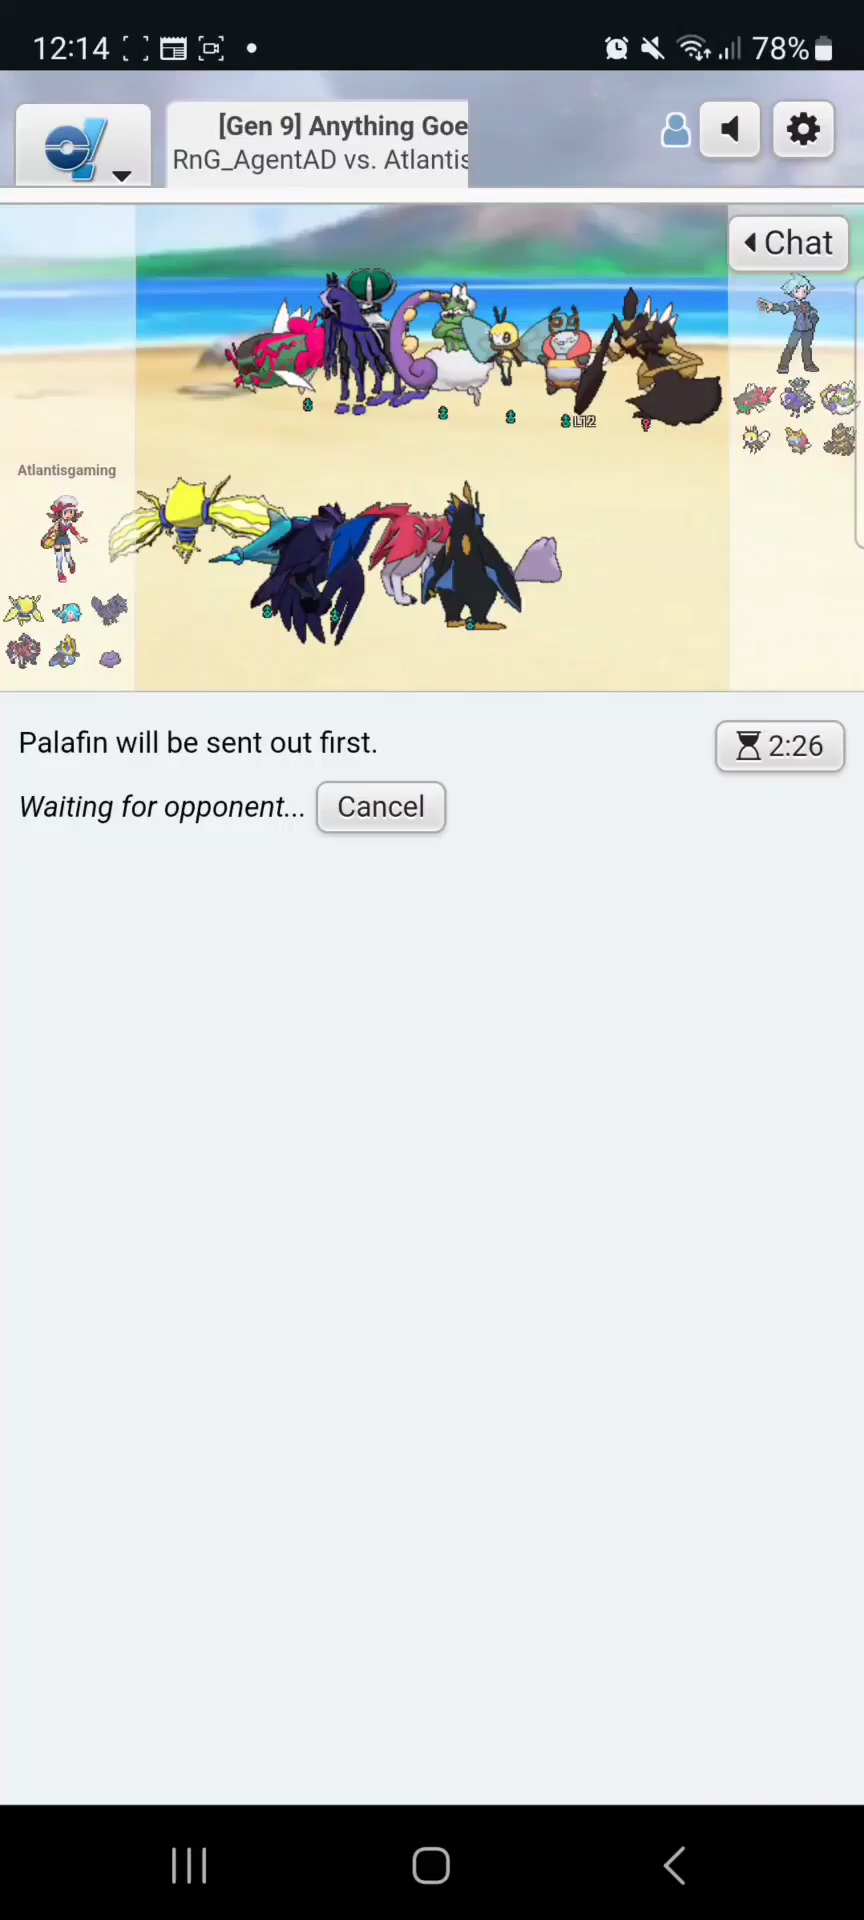 12:14
78%
[Gen 9] Anything Goe
RnG_AgentAD vs. Atlantis
Chat
L12
Atlantisgaming
Palafin will be sent out first.
2:26
Waiting for opponent...
Cancel